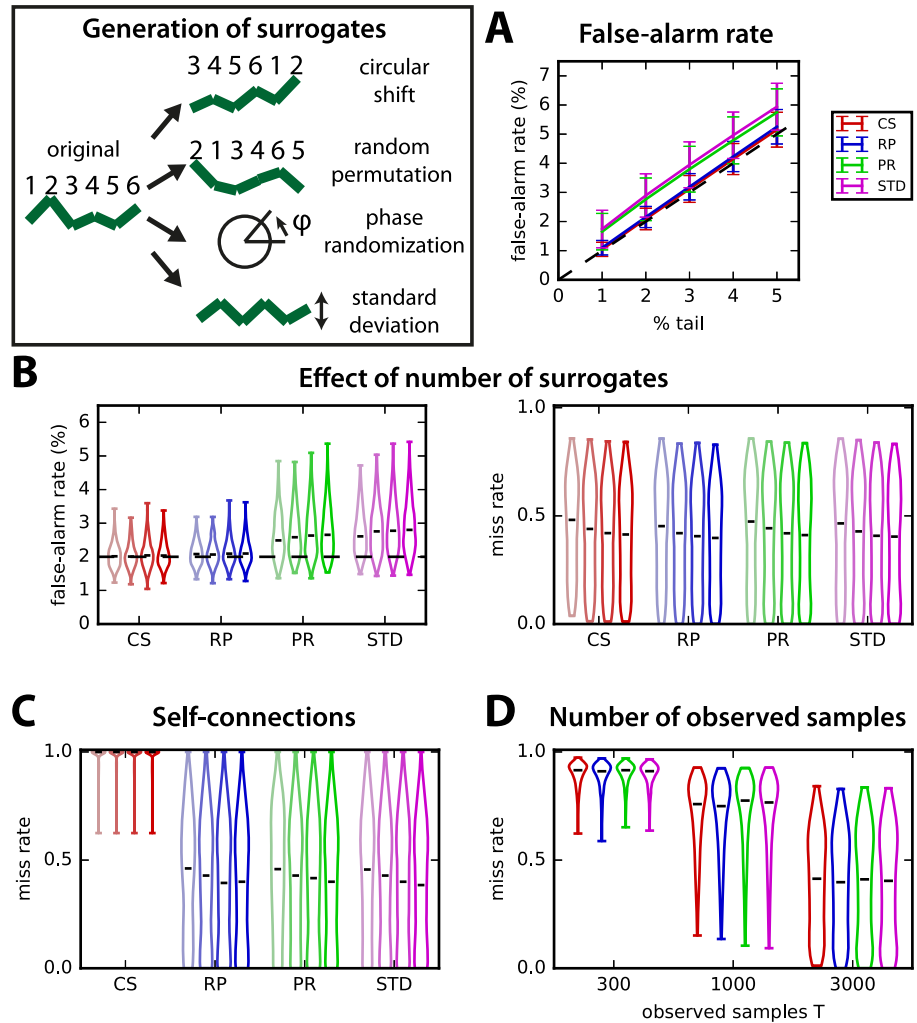 Generation of surrogates
3 4 5 6 1 2
circular
shift
original
1 2 3 4 5 6
2 1 3 4 6 5
random
permutation
φ
phase
randomization
standard
deviation
A
False-alarm rate
false-alarm rate (%)
7
6
5
4
3
2
1
0
0 1 2 3 4 5
% tail
CS
RP
PR
STD
B
Effect of number of surrogates
false-alarm rate (%)
6
5
4
3
2
1
0
CS RP PR STD
miss rate
1.0
0.5
0.0
CS RP PR STD
C
Self-connections
miss rate
1.0
0.5
0.0
CS RP PR STD
D
Number of observed samples
miss rate
1.0
0.5
0.0
300 1000 3000
observed samples T